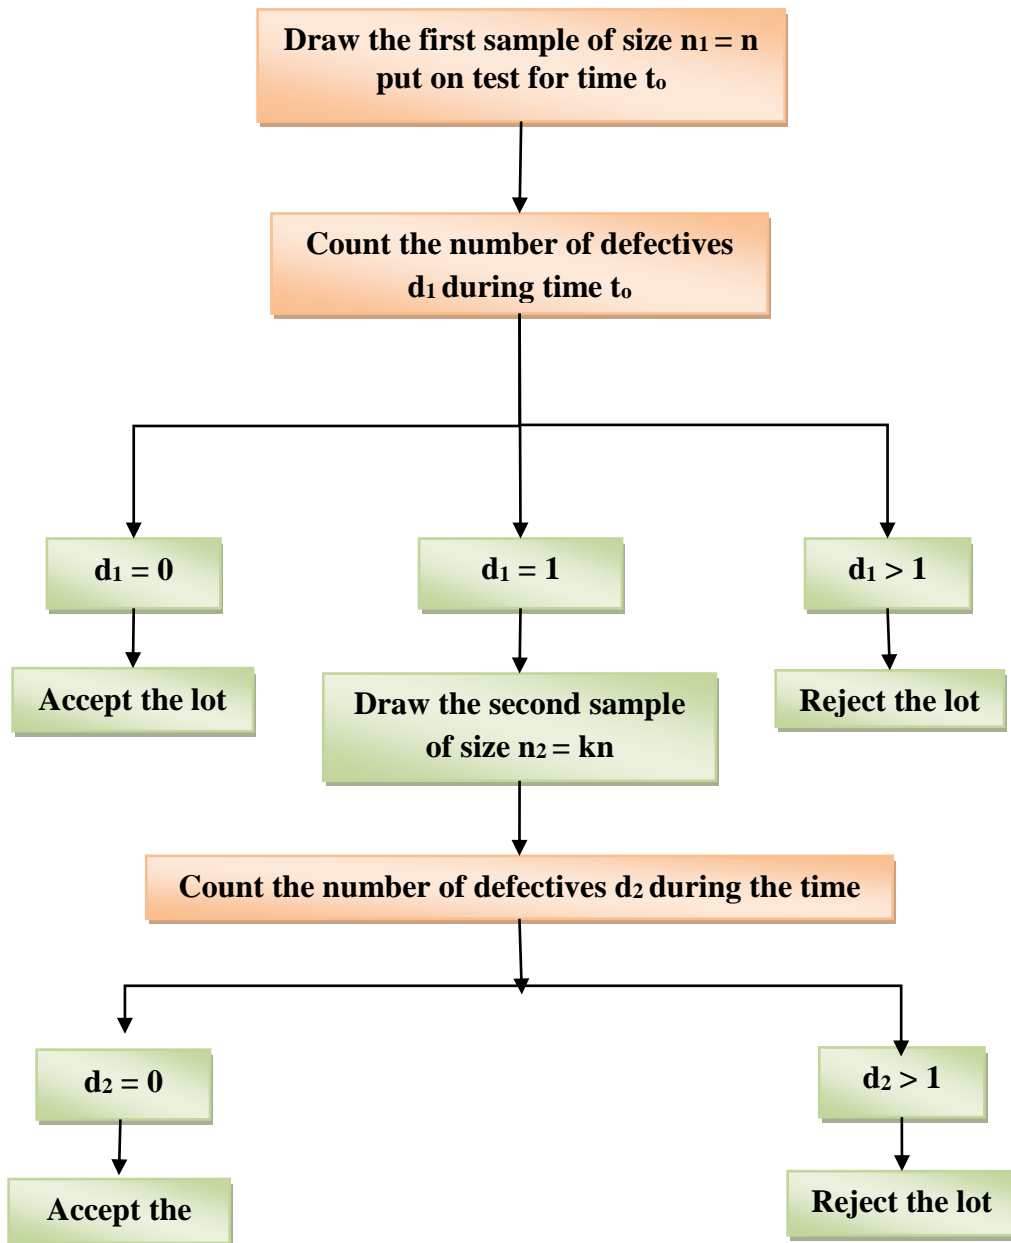 Draw the first sample of size n₁ = n
put on test for time tₒ
Count the number of defectives
d₁ during time tₒ
d₁ = 0
d₁ = 1
d₁ > 1
Accept the lot
Draw the second sample
of size n₂ = kn
Reject the lot
Count the number of defectives d₂ during the time
d₂ = 0
d₂ > 1
Accept the
Reject the lot